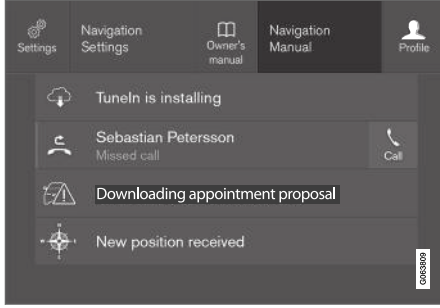 Settings
Navigation
Settings
Owner's
manual
Navigation
Manual
Profile
TuneIn is installing
Sebastian Petersson
Missed call
Call
Downloading appointment proposal
New position received
G063809